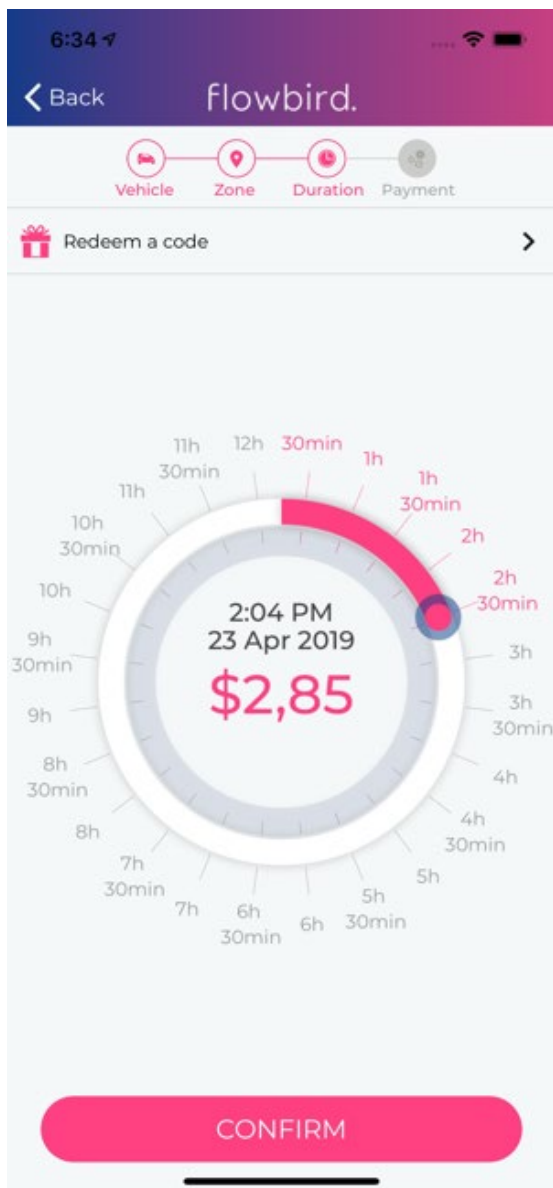 6:34
Back
flowbird.
Vehicle
Zone
Duration
Payment
Redeem a code
30min
1h
1h
30min
2h
2h
30min
3h
3h
30min
4h
4h
30min
5h
5h
30min
6h
6h
30min
7h
7h
30min
8h
8h
30min
9h
9h
30min
10h
10h
30min
11h
11h
30min
12h
2:04 PM
23 Apr 2019
$2,85
CONFIRM